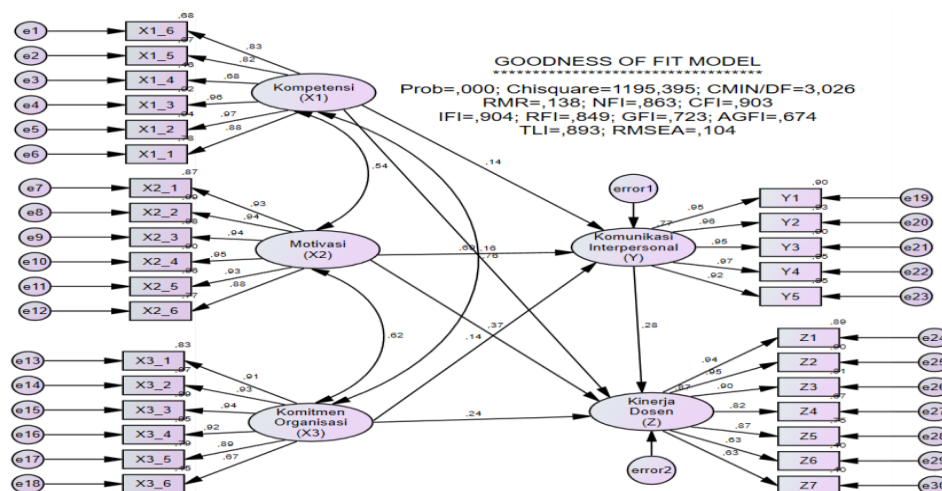 GOODNESS OF FIT MODEL
*********************************
Prob=,000; Chisquare=1195,395; CMIN/DF=3,026
RMR=,138; NFI=,863; CFI=,903
IFI=,904; RFI=,849; GFI=,723; AGFI=,674
TLI=,893; RMSEA=,104
,68
e1 X1_6 ,83
e2 X1_5 ,82
e3 X1_4 ,68
e4 X1_3 ,96
e5 X1_2 ,97
e6 X1_1 ,88
,78
Kompetensi
(X1)
,54
,14
,87
e7 X2_1 ,93
e8 X2_2 ,94
e9 X2_3 ,94
e10 X2_4 ,95
e11 X2_5 ,93
e12 X2_6 ,88
,77
Motivasi
(X2)
,16
,62
,37
,14
,83
e13 X3_1 ,91
e14 X3_2 ,93
e15 X3_3 ,94
e16 X3_4 ,92
e17 X3_5 ,89
e18 X3_6 ,67
Komitmen
Organisasi
(X3)
,24
error1
,77
Komunikasi
Interpersonal
(Y)
,90
,95 Y1 e19
,96 Y2 e20
,95 Y3 e21
,97 Y4 e22
,92 Y5 e23
,28
Kinerja
Dosen
(Z)
error2
,89
,94 Z1
,95 Z2
,90 Z3
,82 Z4
,87 Z5
,63 Z6
,63 Z7